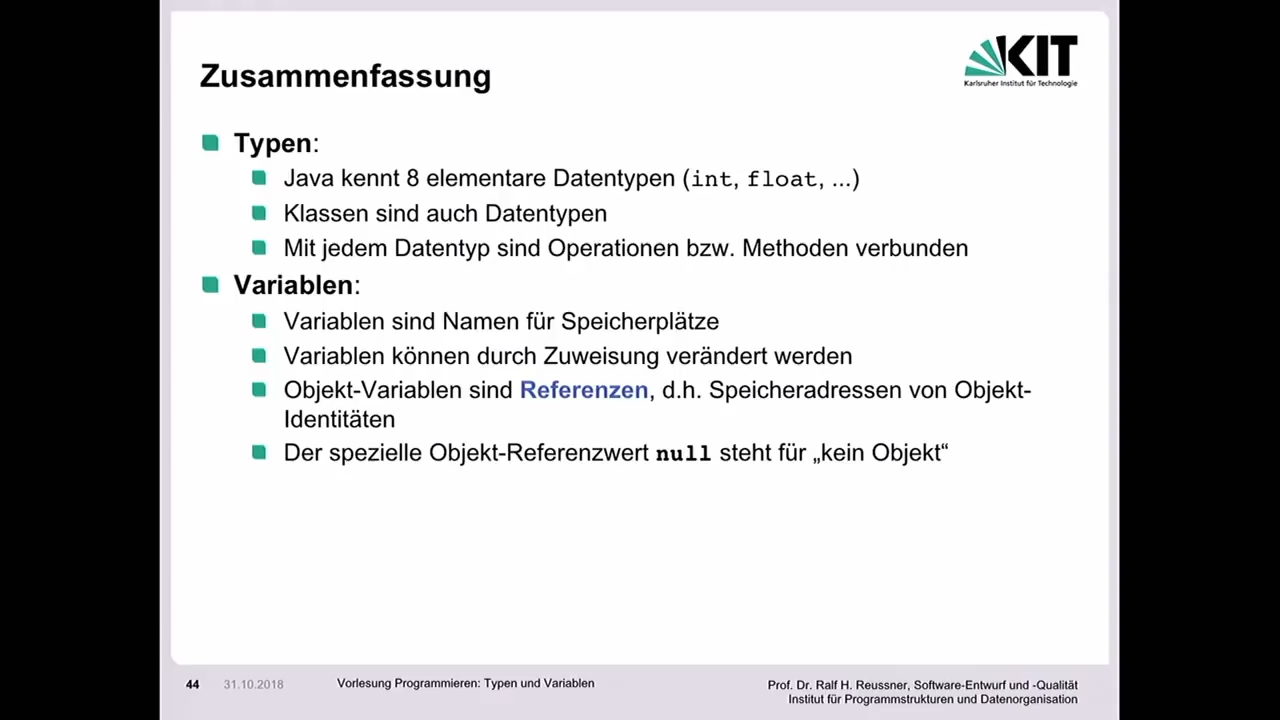 Zusammenfassung
KIT
Karlsruher Institut für Technologie
Typen:
Java kennt 8 elementare Datentypen (int, float, ...)
Klassen sind auch Datentypen
Mit jedem Datentyp sind Operationen bzw. Methoden verbunden
Variablen:
Variablen sind Namen für Speicherplätze
Variablen können durch Zuweisung verändert werden
Objekt-Variablen sind Referenzen, d.h. Speicheradressen von Objekt-
Identitäten
Der spezielle Objekt-Referenzwert null steht für „kein Objekt“
44 31.10.2018 Vorlesung Programmieren: Typen und Variablen
Prof. Dr. Ralf H. Reussner, Software-Entwurf und -Qualität
Institut für Programmstrukturen und Datenorganisation